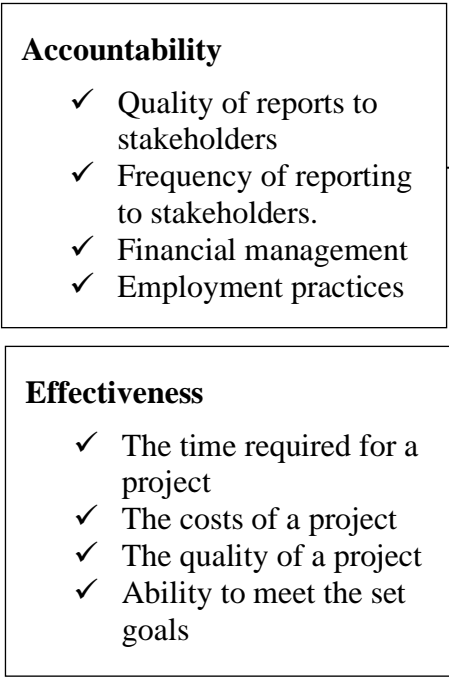 Accountability
✓ Quality of reports to
stakeholders
✓ Frequency of reporting
to stakeholders.
✓ Financial management
✓ Employment practices
Effectiveness
✓ The time required for a
project
✓ The costs of a project
✓ The quality of a project
✓ Ability to meet the set
goals